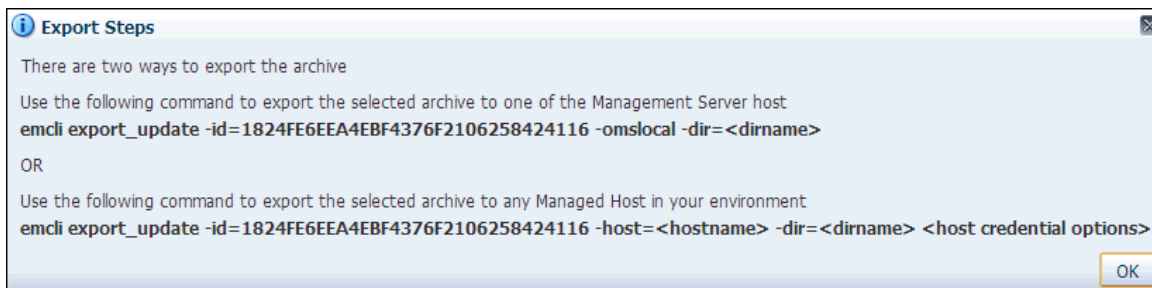 Export Steps
There are two ways to export the archive
Use the following command to export the selected archive to one of the Management Server host
emcli export_update -id=1824FE6EEA4EBF4376F2106258424116 -omslocal -dir=<dirname>
OR
Use the following command to export the selected archive to any Managed Host in your environment
emcli export_update -id=1824FE6EEA4EBF4376F2106258424116 -host=<hostname> -dir=<dirname> <host credential options>
OK